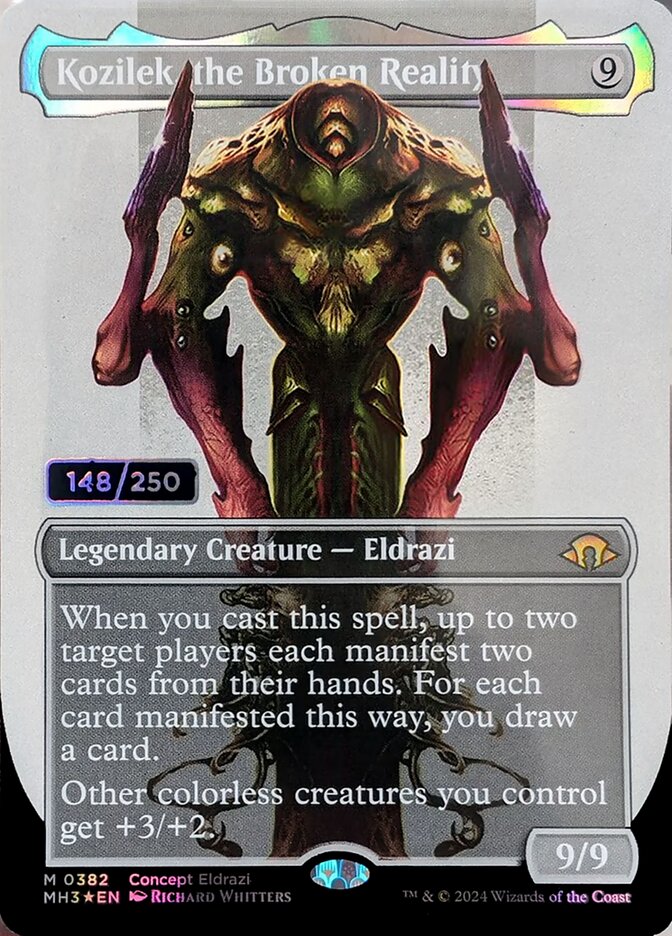 Kozilek, the Broken Reality 9
148/250
Legendary Creature — Eldrazi
When you cast this spell, up to two
target players each manifest two
cards from their hands. For each
card manifested this way, you draw
a card.
Other colorless creatures you control
get +3/+2.
9/9
M 0382 Concept Eldrazi
MH3★EN Richard Whitters
™ & © 2024 Wizards of the Coast